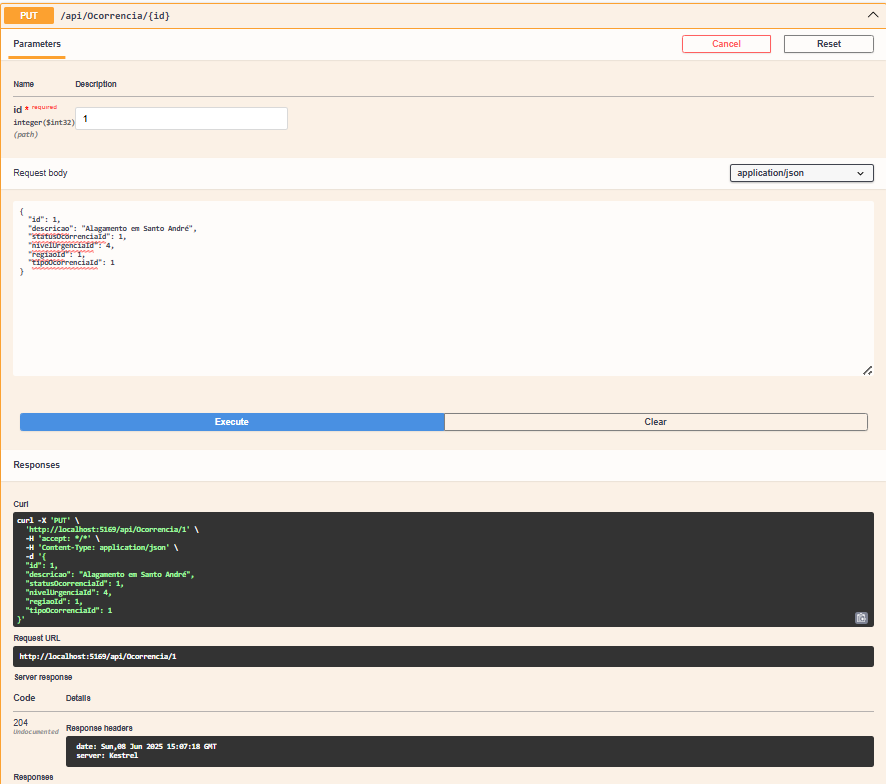 PUT /api/Ocorrencia/{id}
Parameters Cancel Reset
Name Description
id * required
integer($int32) 1
(path)
Request body application/json
{
"id": 1,
"descricao": "Alagamento em Santo André",
"statusOcorrenciaId": 1,
"nivelUrgenciaId": 4,
"regiaoId": 1,
"tipoOcorrenciaId": 1
}
Execute Clear
Responses
Curl
curl -X 'PUT' \
'http://localhost:5169/api/Ocorrencia/1' \
-H 'accept: */*' \
-H 'Content-Type: application/json' \
-d '{
"id": 1,
"descricao": "Alagamento em Santo André",
"statusOcorrenciaId": 1,
"nivelUrgenciaId": 4,
"regiaoId": 1,
"tipoOcorrenciaId": 1
}'
Request URL
http://localhost:5169/api/Ocorrencia/1
Server response
Code Details
204
Undocumented Response headers
date: Sun,08 Jun 2025 15:07:18 GMT
server: Kestrel
Responses